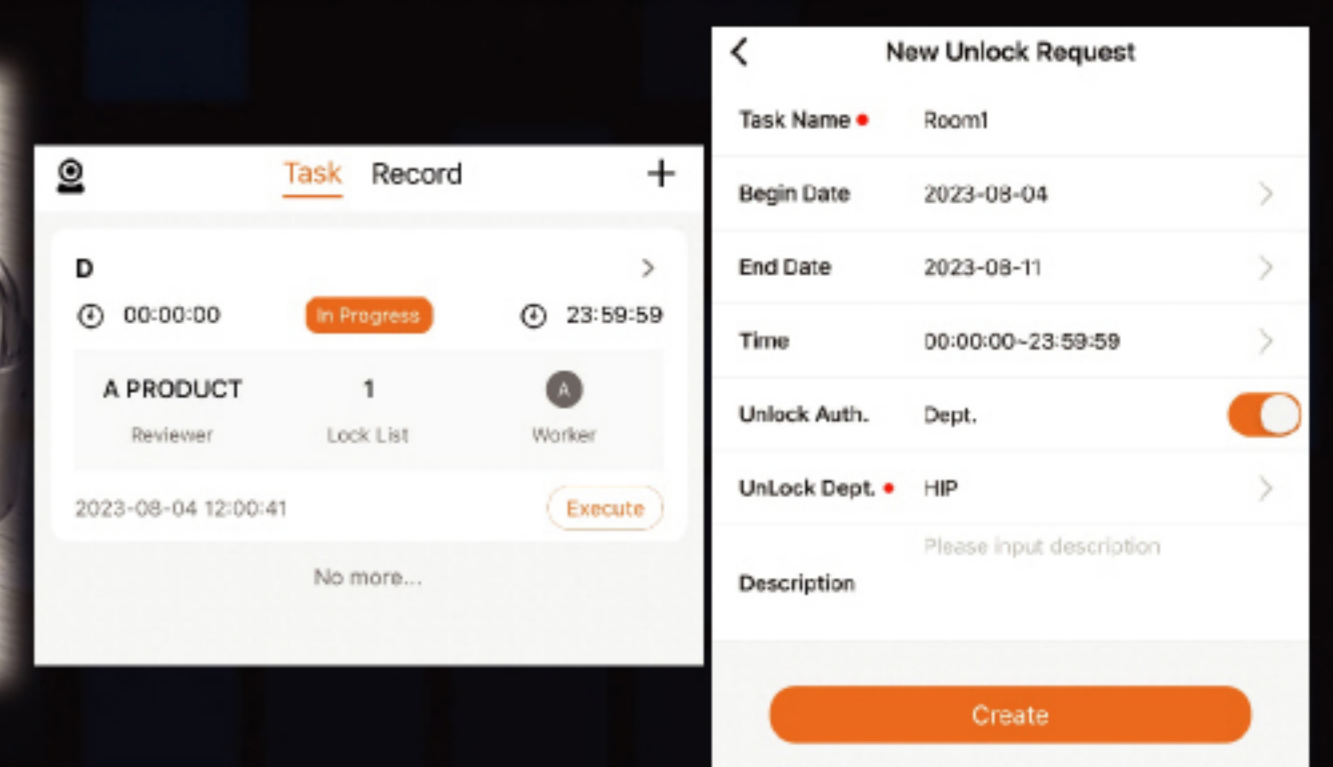 Task Record +
D
00:00:00 In Progress 23:59:59
A PRODUCT 1 A
Reviewer Lock List Worker
2023-08-04 12:00:41 Execute
No more...
New Unlock Request
Task Name Room1
Begin Date 2023-08-04
End Date 2023-08-11
Time 00:00:00~23:59:59
Unlock Auth. Dept.
UnLock Dept. HIP
Please input description
Description
Create